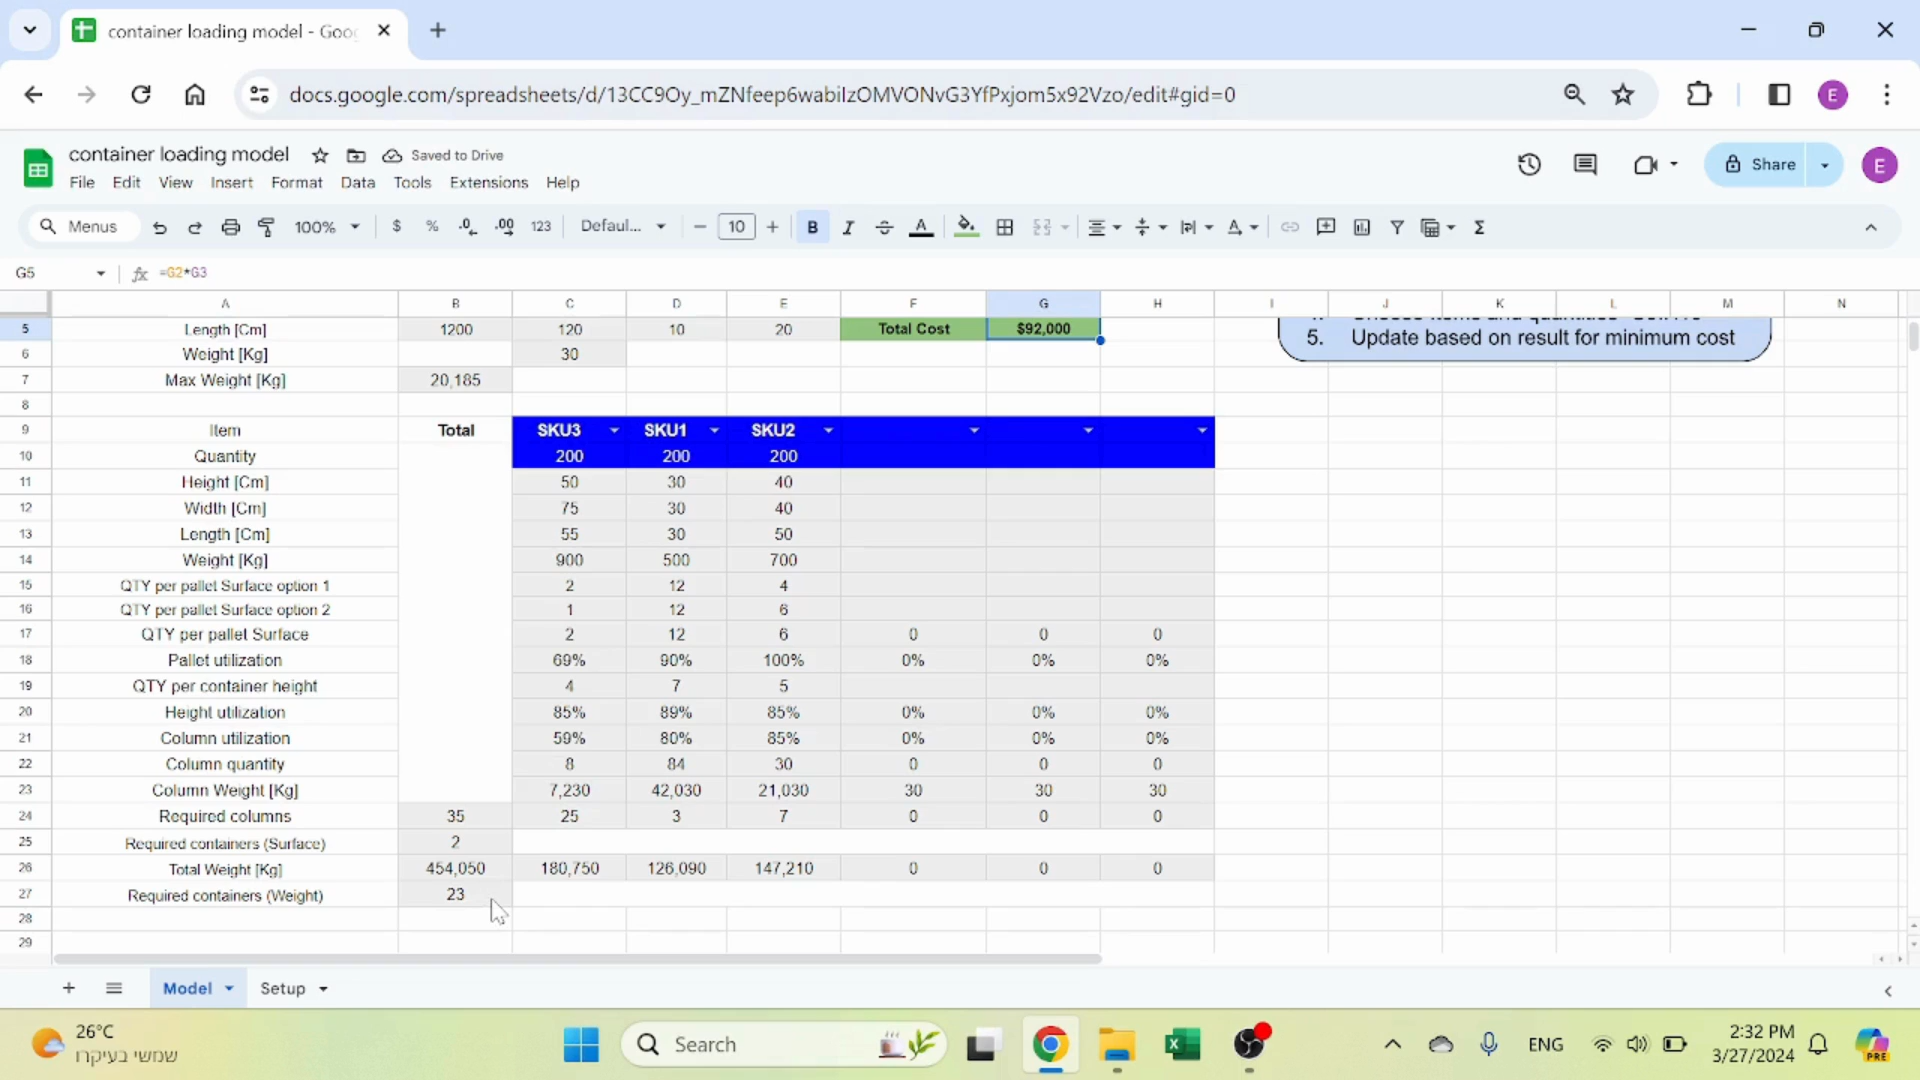 container loading model - Goo
docs.google.com/spreadsheets/d/13CC9Oy_mZNfeep6wabiIzOMVONvG3YfPxjom5x92Vzo/edit#gid=0
E
container loading model
Saved to Drive
Share
E
File Edit View Insert Format Data Tools Extensions Help
Menus 100% $ % .0 .00 123 Defaul... 10 B I S A
G5 fx =G2*G3
A B C D E F G H I J K L M N
5 Length [Cm] 1200 120 10 20 Total Cost $92,000
5. Update based on result for minimum cost
6 Weight [Kg] 30
7 Max Weight [Kg] 20,185
8
9 Item Total SKU3 SKU1 SKU2
10 Quantity 200 200 200
11 Height [Cm] 50 30 40
12 Width [Cm] 75 30 40
13 Length [Cm] 55 30 50
14 Weight [Kg] 900 500 700
15 QTY per pallet Surface option 1 2 12 4
16 QTY per pallet Surface option 2 1 12 6
17 QTY per pallet Surface 2 12 6 0 0 0
18 Pallet utilization 69% 90% 100% 0% 0% 0%
19 QTY per container height 4 7 5
20 Height utilization 85% 89% 85% 0% 0% 0%
21 Column utilization 59% 80% 85% 0% 0% 0%
22 Column quantity 8 84 30 0 0 0
23 Column Weight [Kg] 7,230 42,030 21,030 30 30 30
24 Required columns 35 25 3 7 0 0 0
25 Required containers (Surface) 2
26 Total Weight [Kg] 454,050 180,750 126,090 147,210 0 0 0
27 Required containers (Weight) 23
28
29
Model Setup
26°C
שמשי בעיקרו
Search
ENG
2:32 PM
3/27/2024
PRE